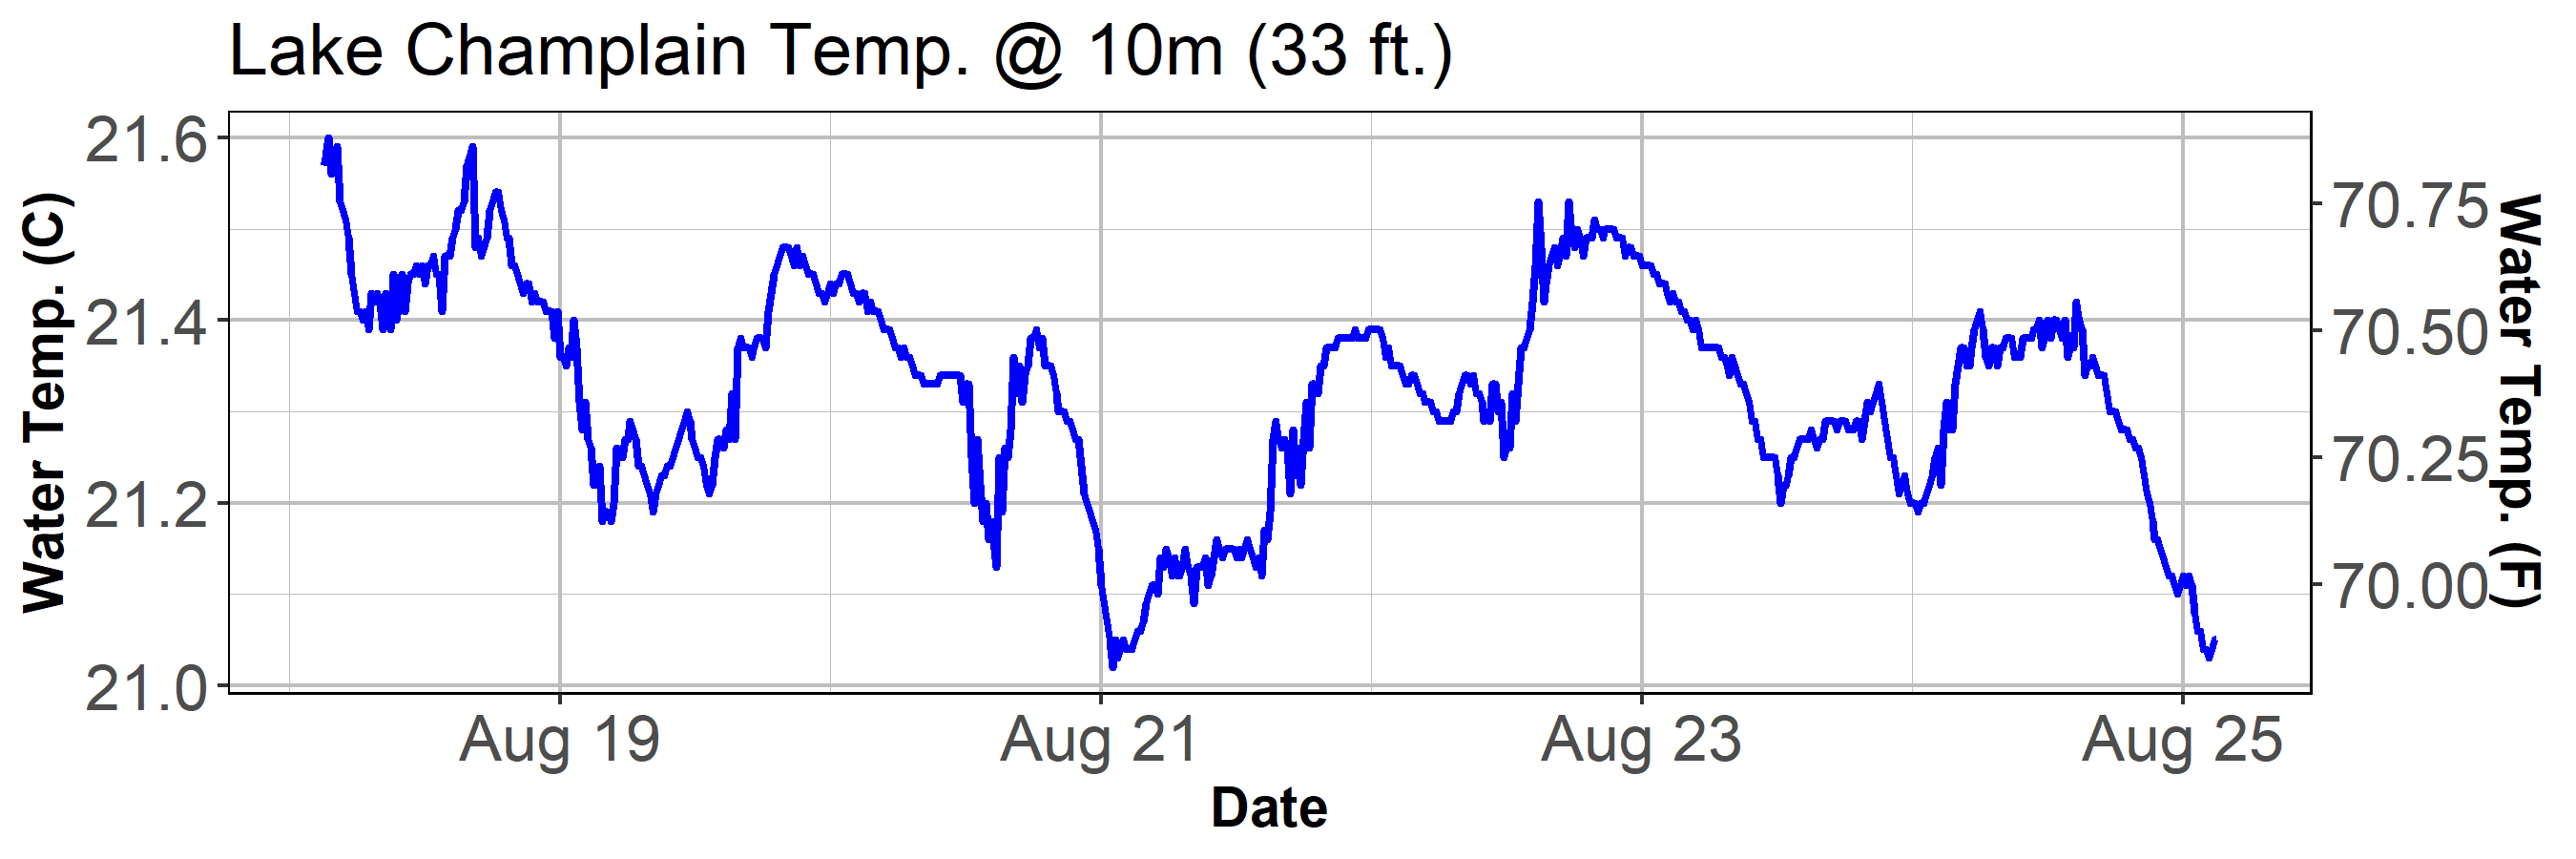 Lake Champlain Temp. @ 10m (33 ft.)
Water Temp. (C)
21.6
21.4
21.2
21.0
70.75
70.50
70.25
70.00
Water Temp. (F)
Aug 19 Aug 21 Aug 23 Aug 25
Date